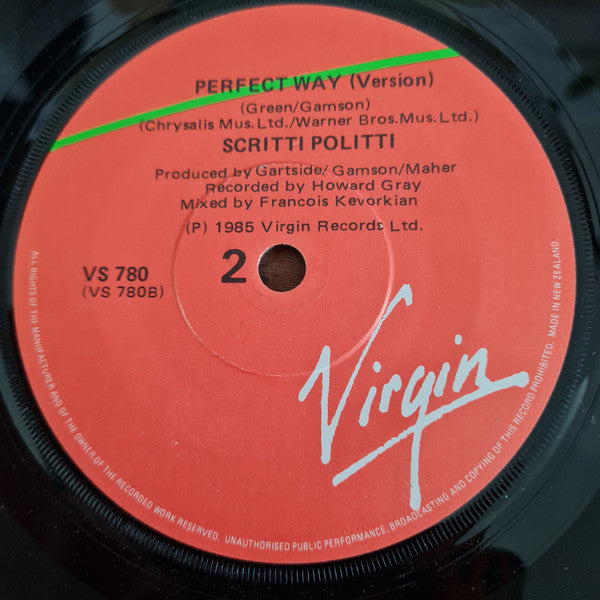 PERFECT WAY (Version)
(Green/Gamson)
(Chrysalis Mus. Ltd./Warner Bros. Mus. Ltd.)
SCRITTI POLITTI
Produced by Gartside/ Gamson/Maher
Recorded by Howard Gray
Mixed by Francois Kevorkian
(P) 1985 Virgin Records Ltd.
VS 780
(VS 780B)
2
Virgin
ALL RIGHTS OF THE MANUFACTURER AND OF THE OWNER OF THE RECORDED WORK RESERVED. UNAUTHORISED PUBLIC PERFORMANCE, BROADCASTING AND COPYING OF THIS RECORD PROHIBITED. MADE IN NEW ZEALAND.